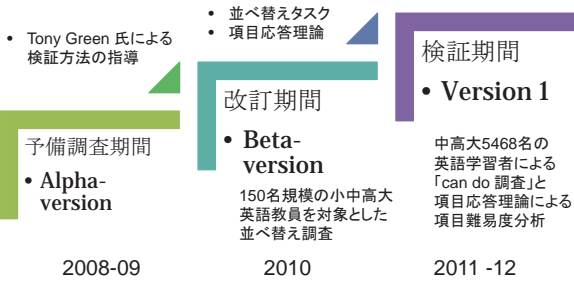 • Tony Green 氏による
検証方法の指導
予備調査期間
• Alpha-
version
2008-09
• 並べ替えタスク
• 項目応答理論
改訂期間
• Beta-
version
150名規模の小中高大
英語教員を対象とした
並べ替え調査
2010
検証期間
• Version 1
中高大5468名の
英語学習者による
「can do 調査」と
項目応答理論による
項目難易度分析
2011 -12